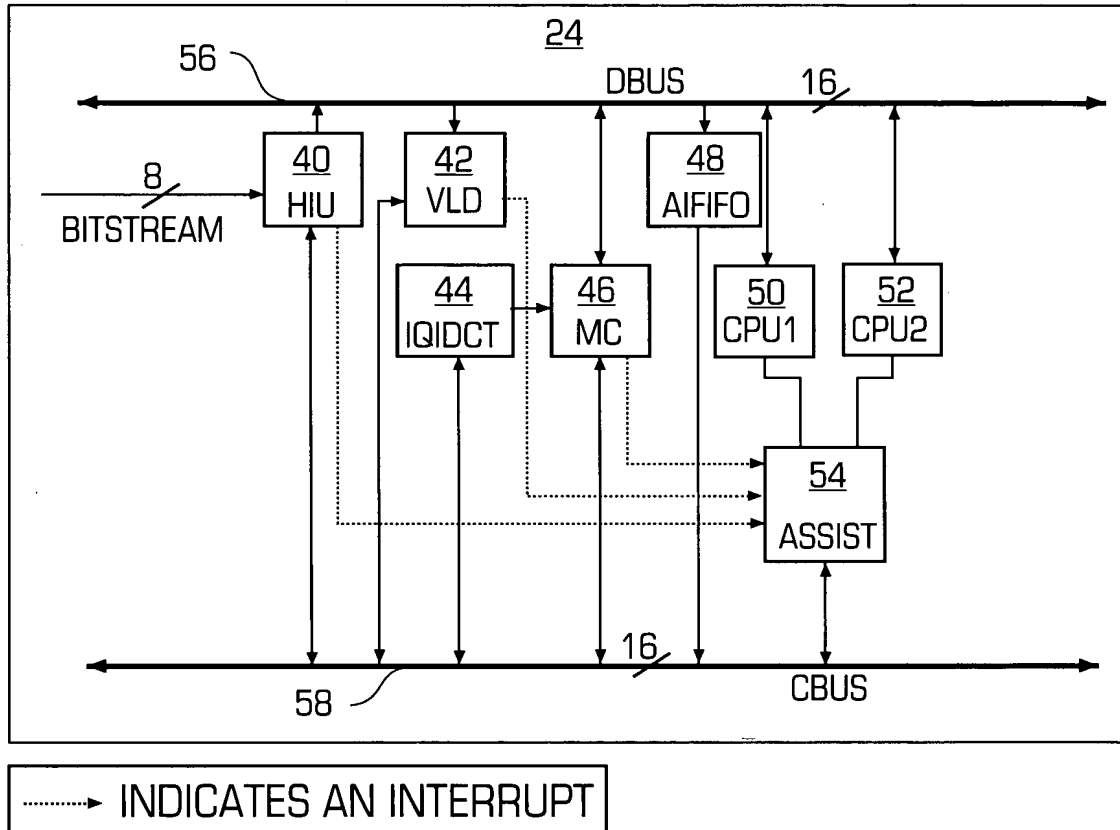 24
56
DBUS
16
40
HIU
42
VLD
48
AIFIFO
8
BITSTREAM
44
IQIDCT
46
MC
50
CPU1
52
CPU2
54
ASSIST
16
58
CBUS
INDICATES AN INTERRUPT